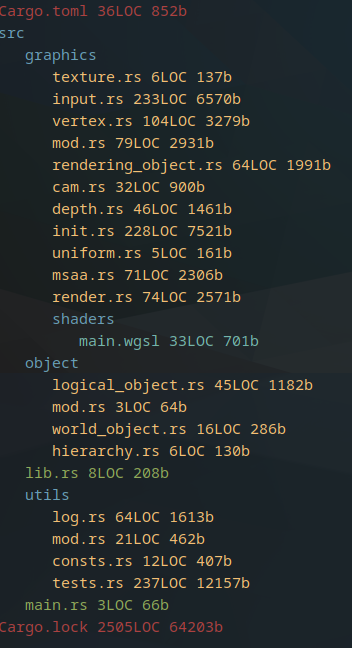 Cargo.toml 36LOC 852b
src
graphics
texture.rs 6LOC 137b
input.rs 233LOC 6570b
vertex.rs 104LOC 3279b
mod.rs 79LOC 2931b
rendering_object.rs 64LOC 1991b
cam.rs 32LOC 900b
depth.rs 46LOC 1461b
init.rs 228LOC 7521b
uniform.rs 5LOC 161b
msaa.rs 71LOC 2306b
render.rs 74LOC 2571b
shaders
main.wgsl 33LOC 701b
object
logical_object.rs 45LOC 1182b
mod.rs 3LOC 64b
world_object.rs 16LOC 286b
hierarchy.rs 6LOC 130b
lib.rs 8LOC 208b
utils
log.rs 64LOC 1613b
mod.rs 21LOC 462b
consts.rs 12LOC 407b
tests.rs 237LOC 12157b
main.rs 3LOC 66b
Cargo.lock 2505LOC 64203b